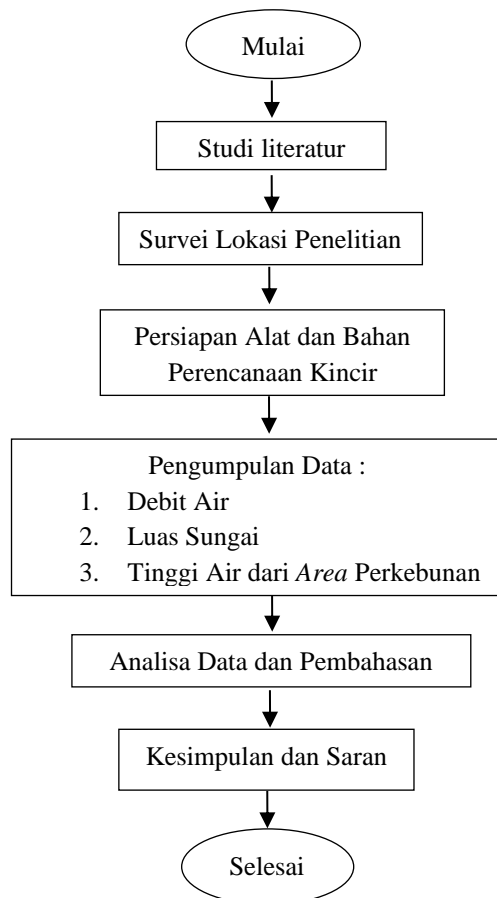 Mulai
Studi literatur
Survei Lokasi Penelitian
Persiapan Alat dan Bahan
Perencanaan Kincir
Pengumpulan Data :
1. Debit Air
2. Luas Sungai
3. Tinggi Air dari Area Perkebunan
Analisa Data dan Pembahasan
Kesimpulan dan Saran
Selesai